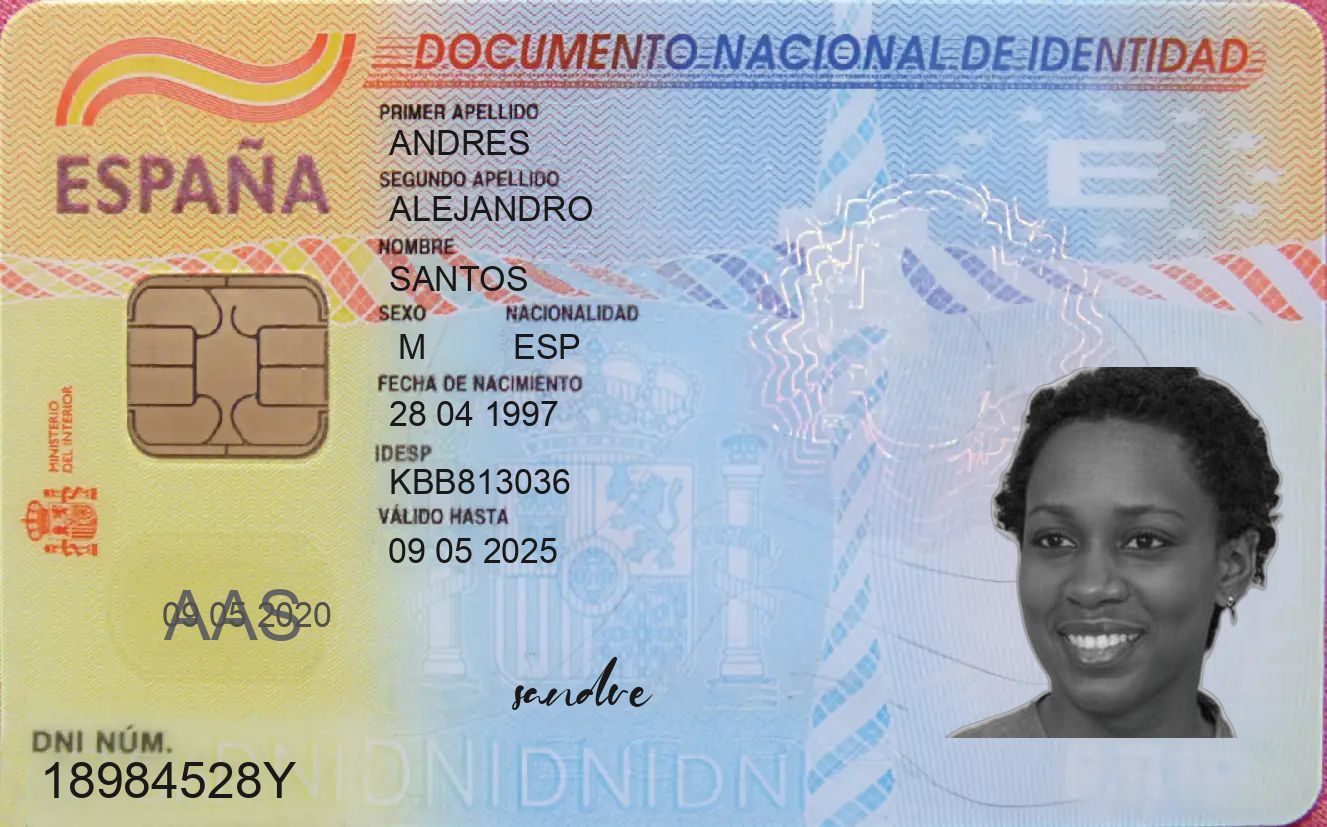 DOCUMENTO NACIONAL DE IDENTIDAD
ESPAÑA
PRIMER APELLIDO
ANDRES
SEGUNDO APELLIDO
ALEJANDRO
NOMBRE
SANTOS
SEXO NACIONALIDAD
M ESP
FECHA DE NACIMIENTO
28 04 1997
IDESP
KBB813036
VÁLIDO HASTA
09 05 2025
MINISTERIO
DEL INTERIOR
E
AAS
09 05 2020
sandre
DNI NÚM.
18984528Y
DNIDNIDNIDNI